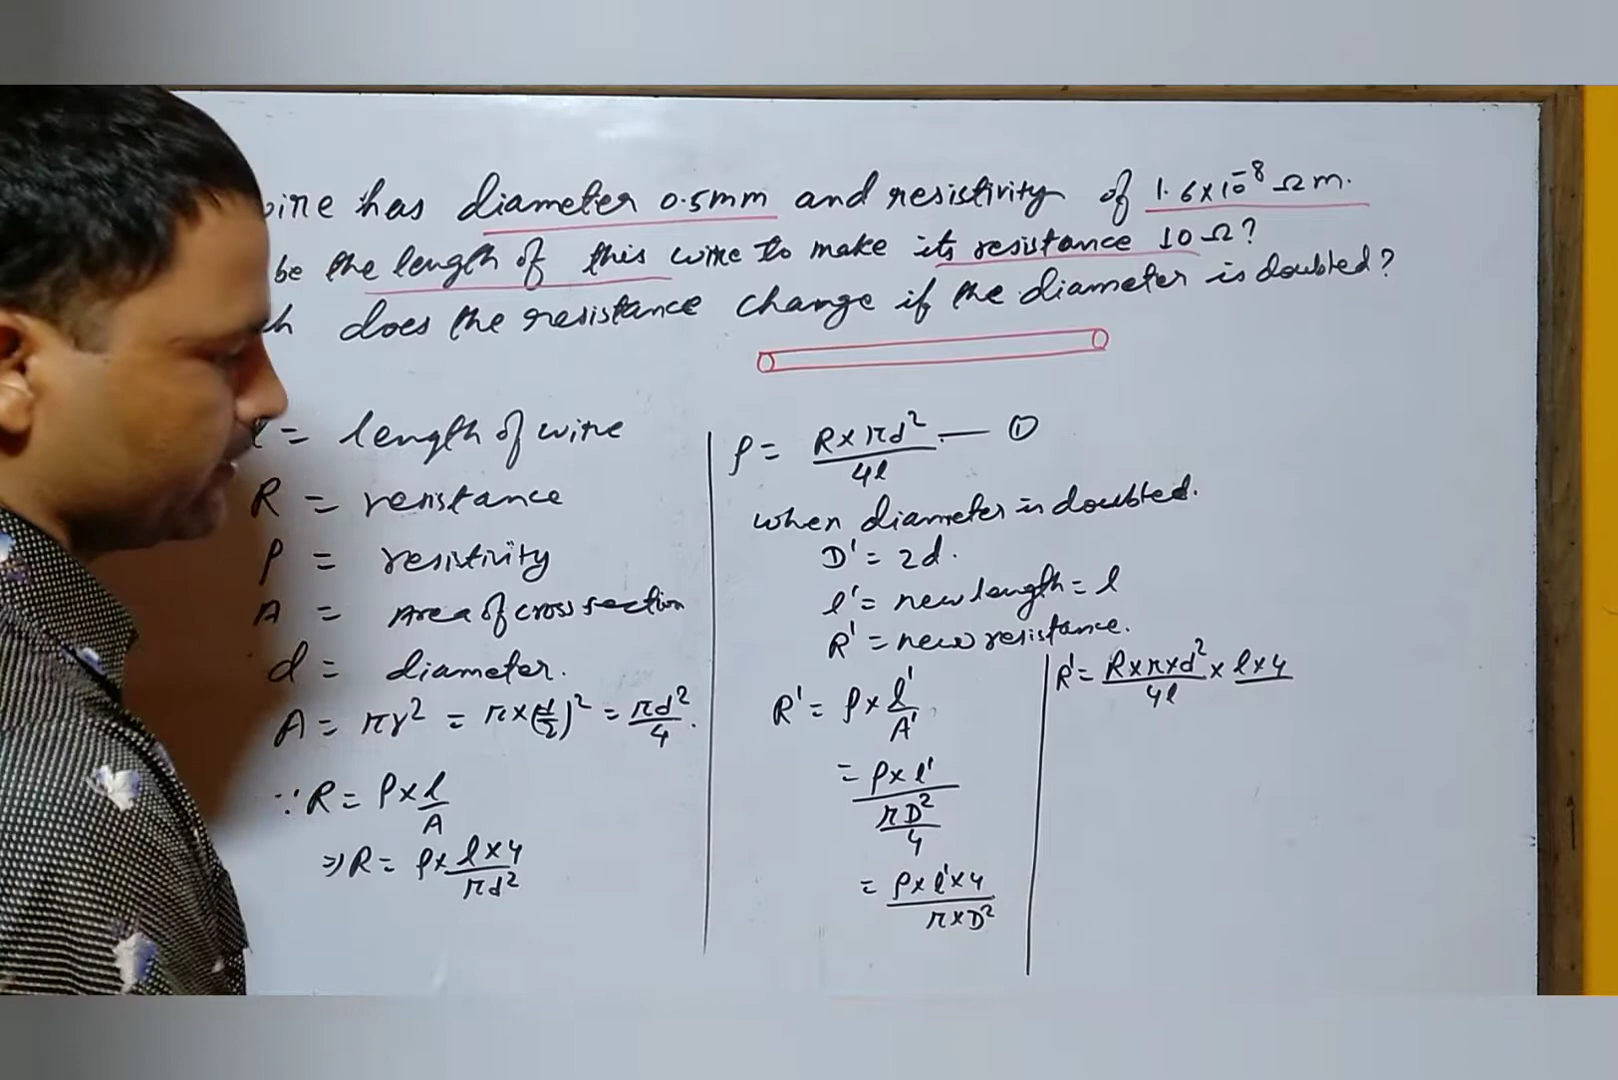 has diameter 0.5mm and resistivity of 1.6×10⁻⁸ Ωm.
be the length of this wire to make its resistance 10Ω?
does the resistance change if the diameter is doubled?
l = length of wire
R = resistance
ρ = resistivity
A = Area of cross section
d = diameter.
A = πr² = π×(d/2)² = πd²/4.
∵ R = ρ×l/A
⇒ R = ρ× l×4/πd²
ρ = R×πd²/4l — ①
when diameter is doubled.
D' = 2d.
l' = new length = l
R' = new resistance.
R' = ρ× l'/A'
= ρ×l'/(πD²/4)
= ρ×l'×4/π×D²
R' = R×π×d²/4l × l×4